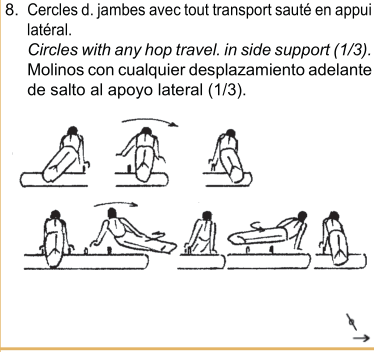 8. Cercles d. jambes avec tout transport sauté en appui
latéral.
Circles with any hop travel. in side support (1/3).
Molinos con cualquier desplazamiento adelante
de salto al apoyo lateral (1/3).